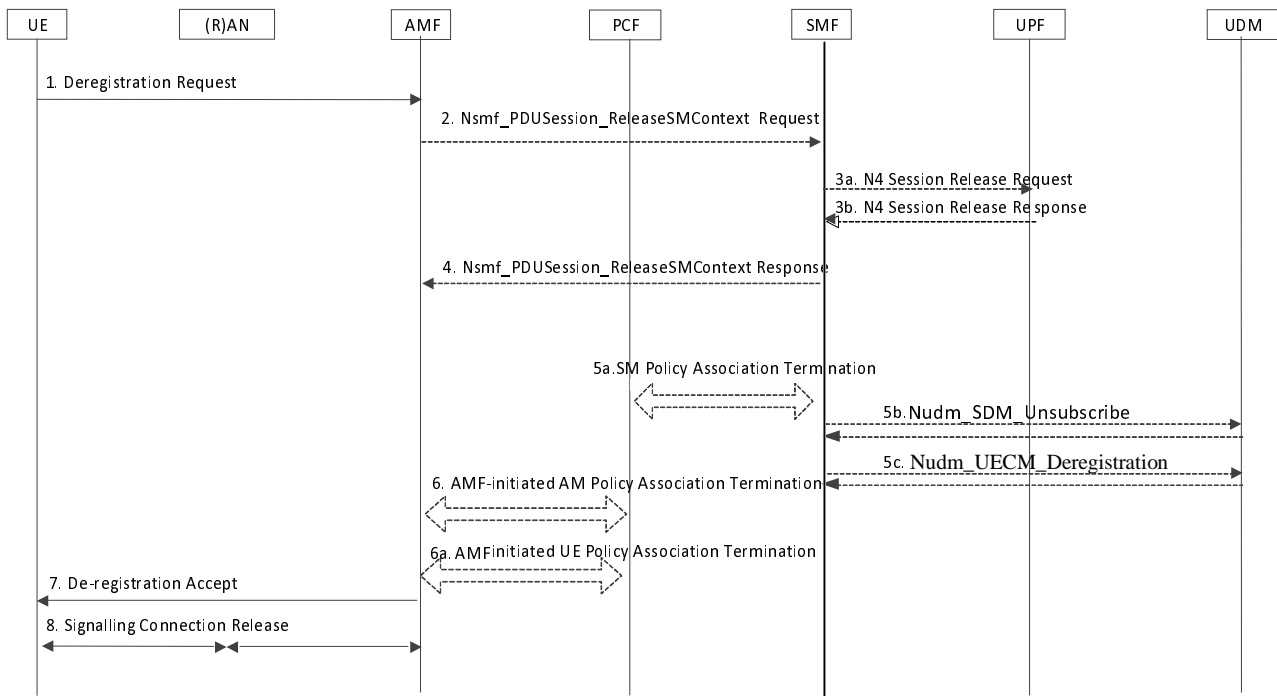 UE
(R)AN
AMF
PCF
SMF
UPF
UDM
1. Deregistration Request
2. Nsmf_PDUSession_ReleaseSMContext Request
3a. N4 Session Release Request
3b. N4 Session Release Response
4. Nsmf_PDUSession_ReleaseSMContext Response
5a.SM Policy Association Termination
5b. Nudm_SDM_Unsubscribe
5c. Nudm_UECM_Deregistration
6. AMF-initiated AM Policy Association Termination
6a. AMF initiated UE Policy Association Termination
7. De-registration Accept
8. Signalling Connection Release